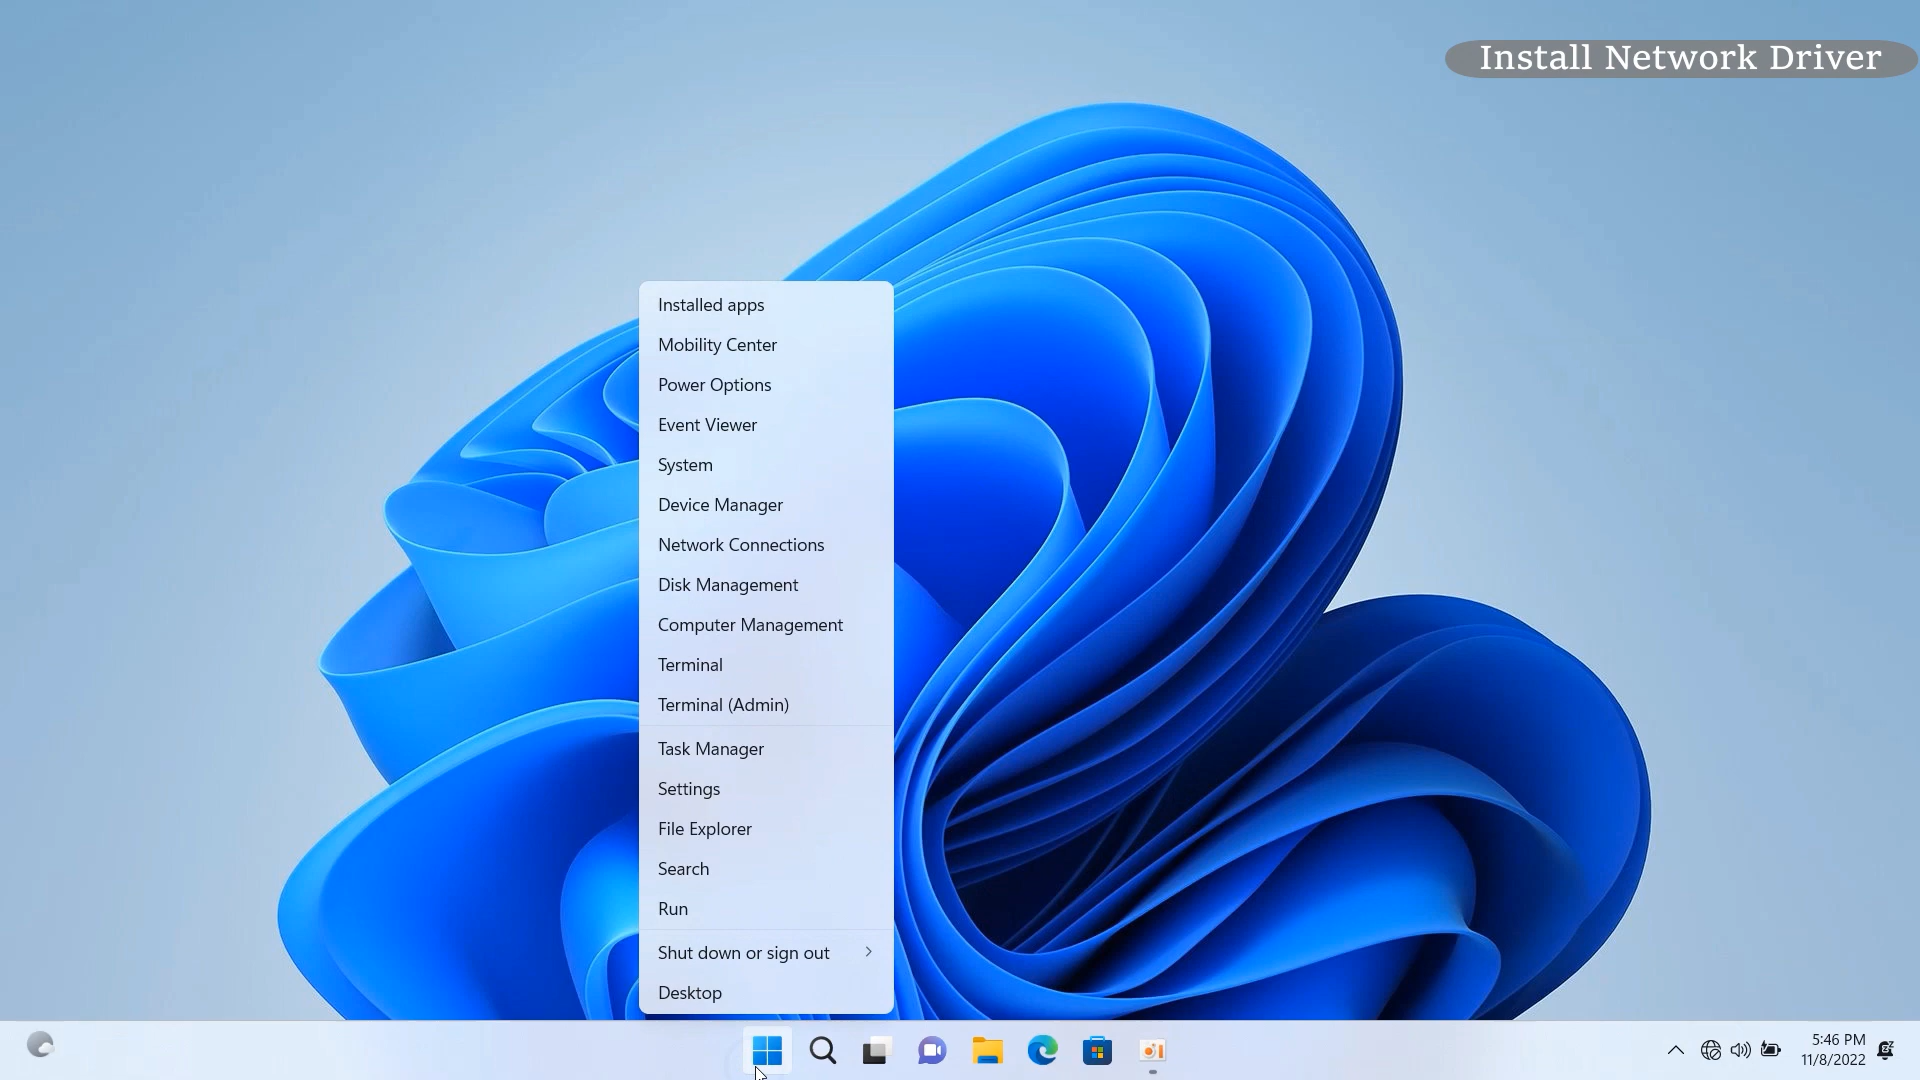 Install Network Driver
Installed apps
Mobility Center
Power Options
Event Viewer
System
Device Manager
Network Connections
Disk Management
Computer Management
Terminal
Terminal (Admin)
Task Manager
Settings
File Explorer
Search
Run
Shut down or sign out
Desktop
5:46 PM
11/8/2022